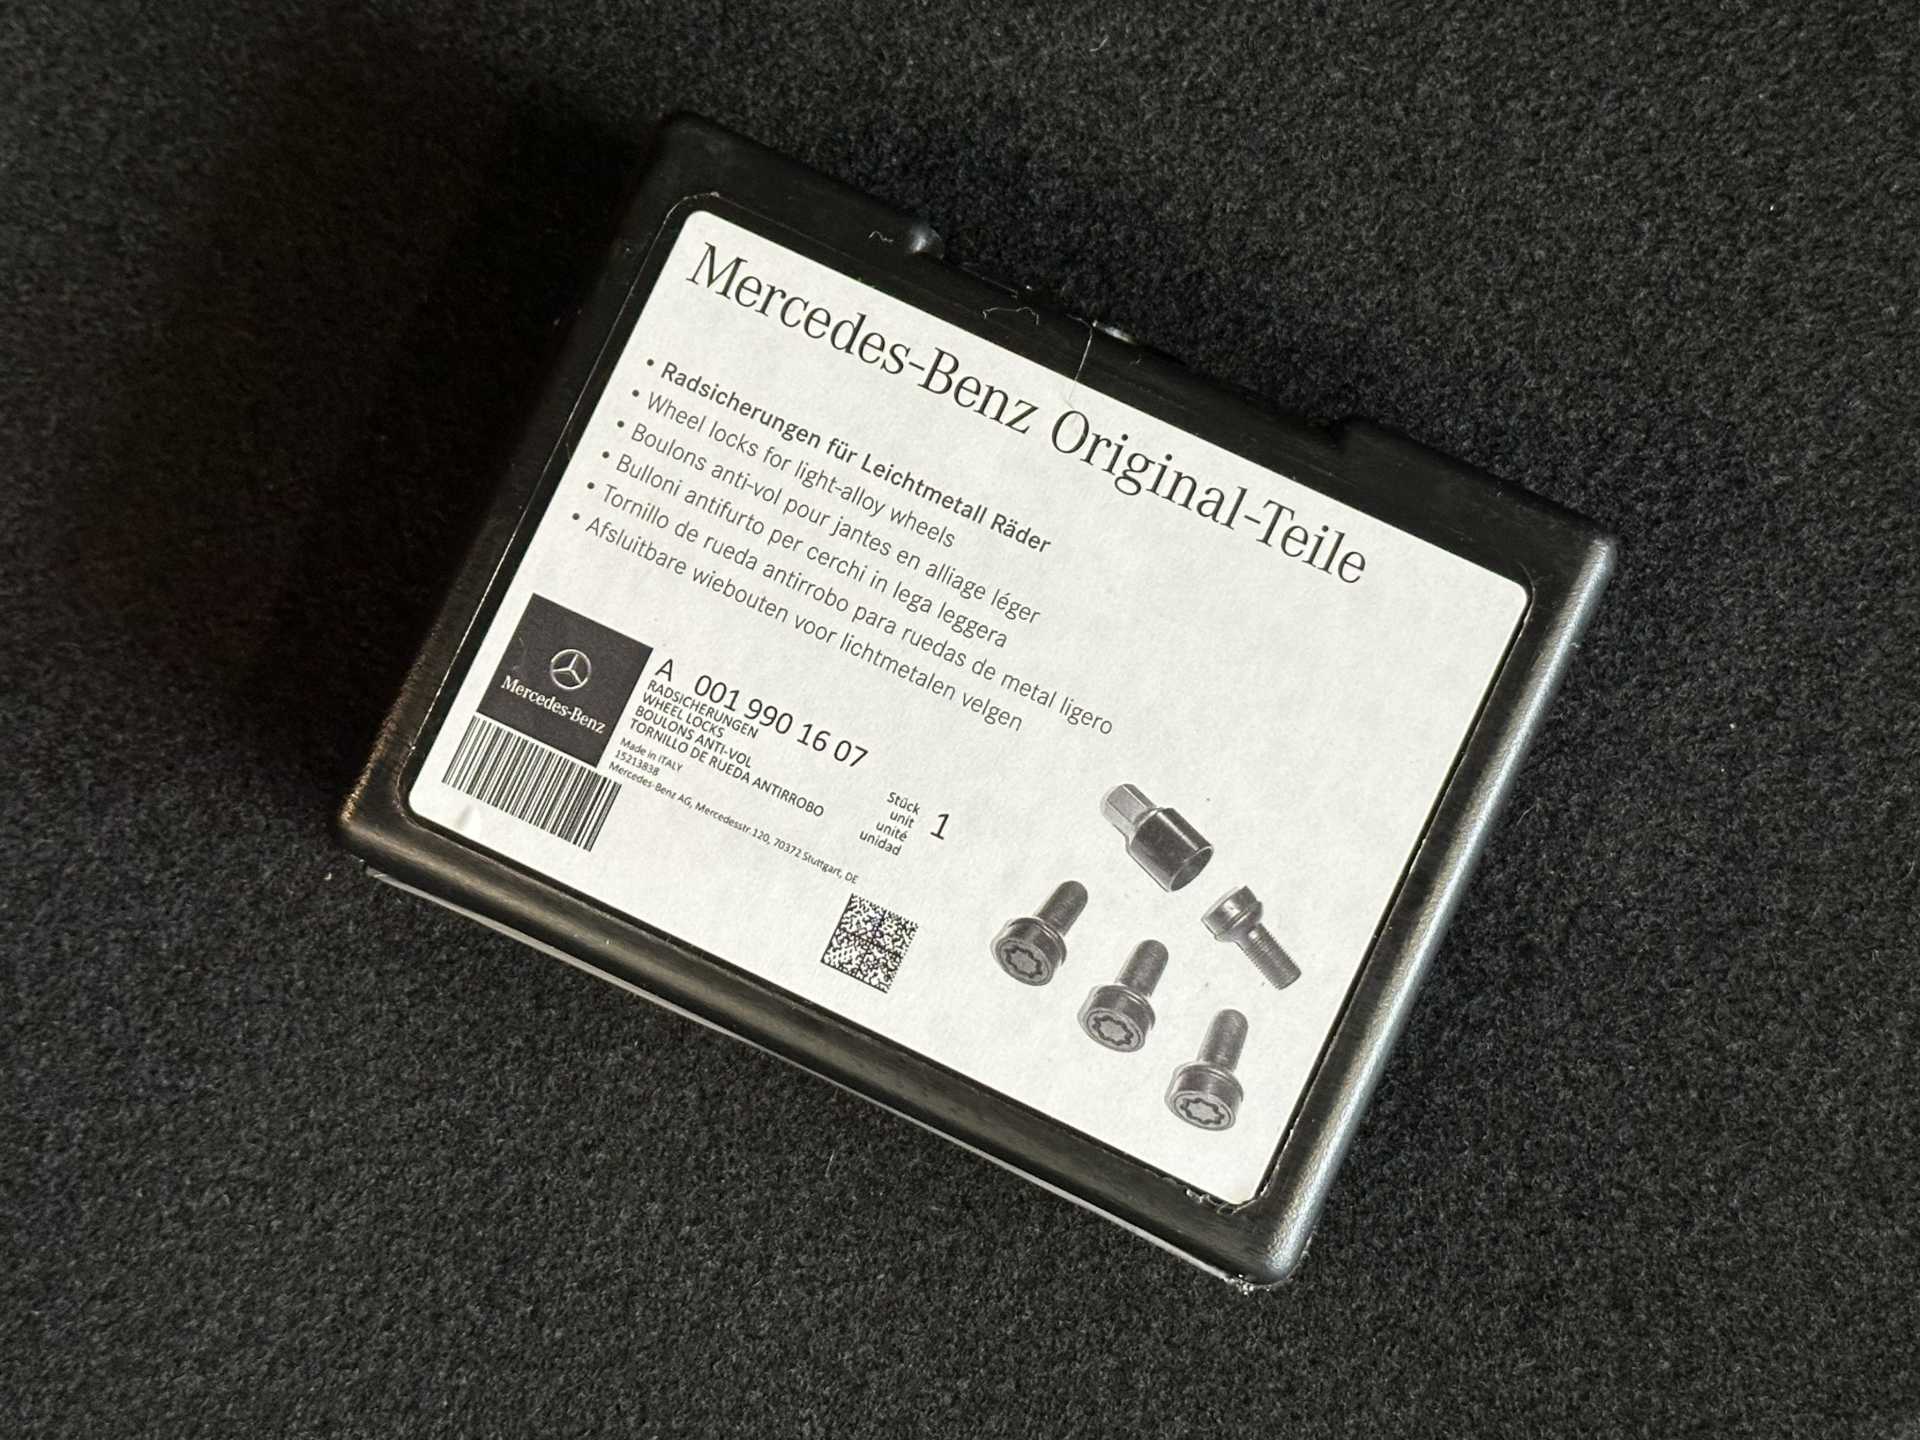 Mercedes-Benz Original-Teile
• Radsicherungen für Leichtmetall Räder
• Wheel locks for light-alloy wheels
• Boulons anti-vol pour jantes en alliage léger
• Bulloni antifurto per cerchi in lega leggera
• Tornillo de rueda antirrobo para ruedas de metal ligero
• Afsluitbare wiebouten voor lichtmetalen velgen
Mercedes-Benz
A 001 990 16 07
RADSICHERUNGEN
WHEEL LOCKS
BOULONS ANTI-VOL
TORNILLO DE RUEDA ANTIRROBO
Made in ITALY
15213838
Mercedes-Benz AG, Mercedesstr.120, 70372 Stuttgart, DE
Stück
unit 1
unité
unidad